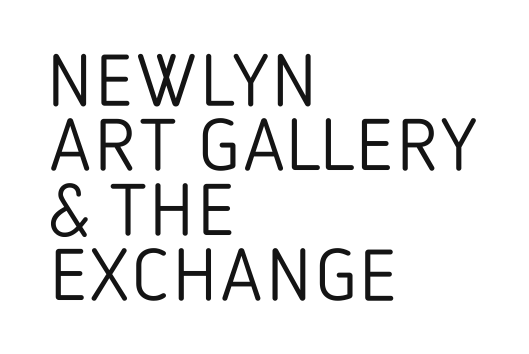 NEWLYN
ART GALLERY
& THE
EXCHANGE